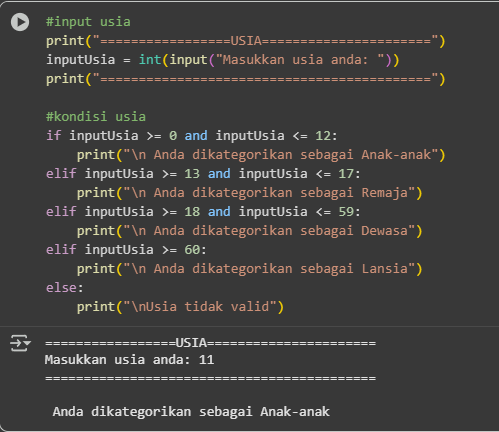 #input usia
print("=================USIA======================")
inputUsia = int(input("Masukkan usia anda: "))
print("===========================================")
#kondisi usia
if inputUsia >= 0 and inputUsia <= 12:
    print("\n Anda dikategorikan sebagai Anak-anak")
elif inputUsia >= 13 and inputUsia <= 17:
    print("\n Anda dikategorikan sebagai Remaja")
elif inputUsia >= 18 and inputUsia <= 59:
    print("\n Anda dikategorikan sebagai Dewasa")
elif inputUsia >= 60:
    print("\n Anda dikategorikan sebagai Lansia")
else:
    print("\nUsia tidak valid")
=================USIA======================
Masukkan usia anda: 11
===========================================
 Anda dikategorikan sebagai Anak-anak